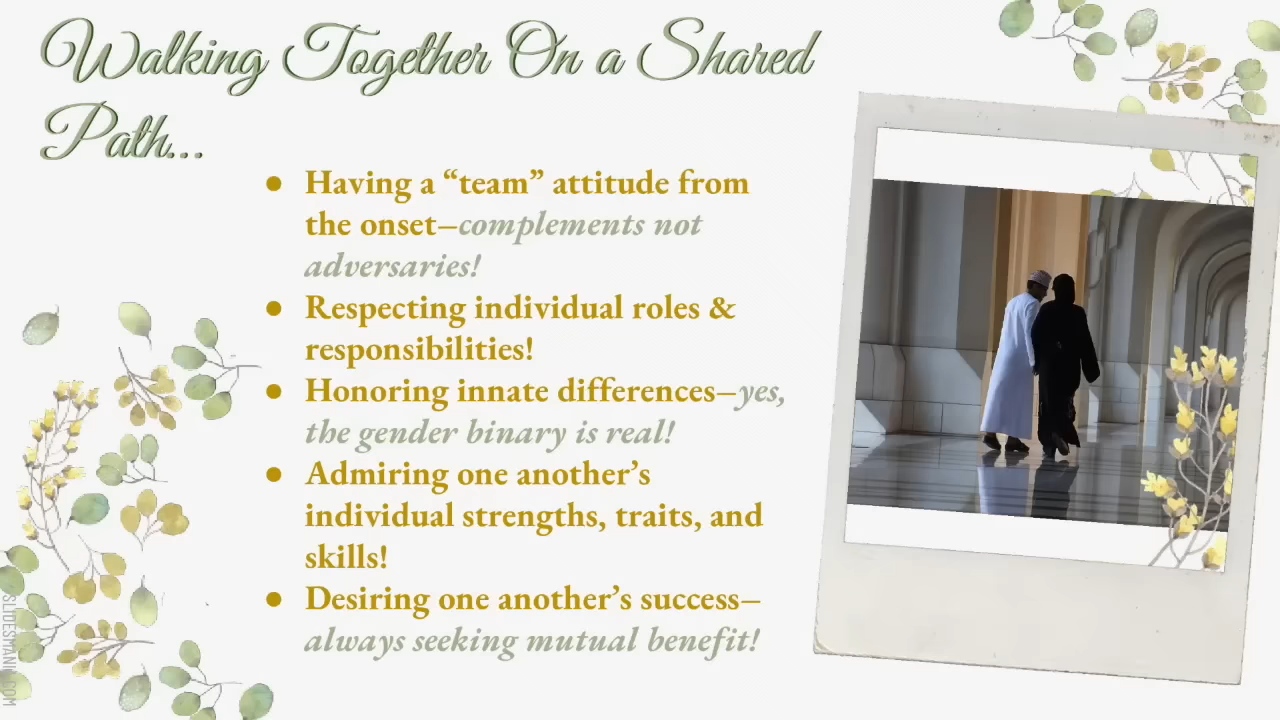 Walking Together On a Shared
Path...
● Having a “team” attitude from
the onset–complements not
adversaries!
● Respecting individual roles &
responsibilities!
● Honoring innate differences–yes,
the gender binary is real!
● Admiring one another’s
individual strengths, traits, and
skills!
● Desiring one another’s success–
always seeking mutual benefit!
SLIDESMANIA.COM